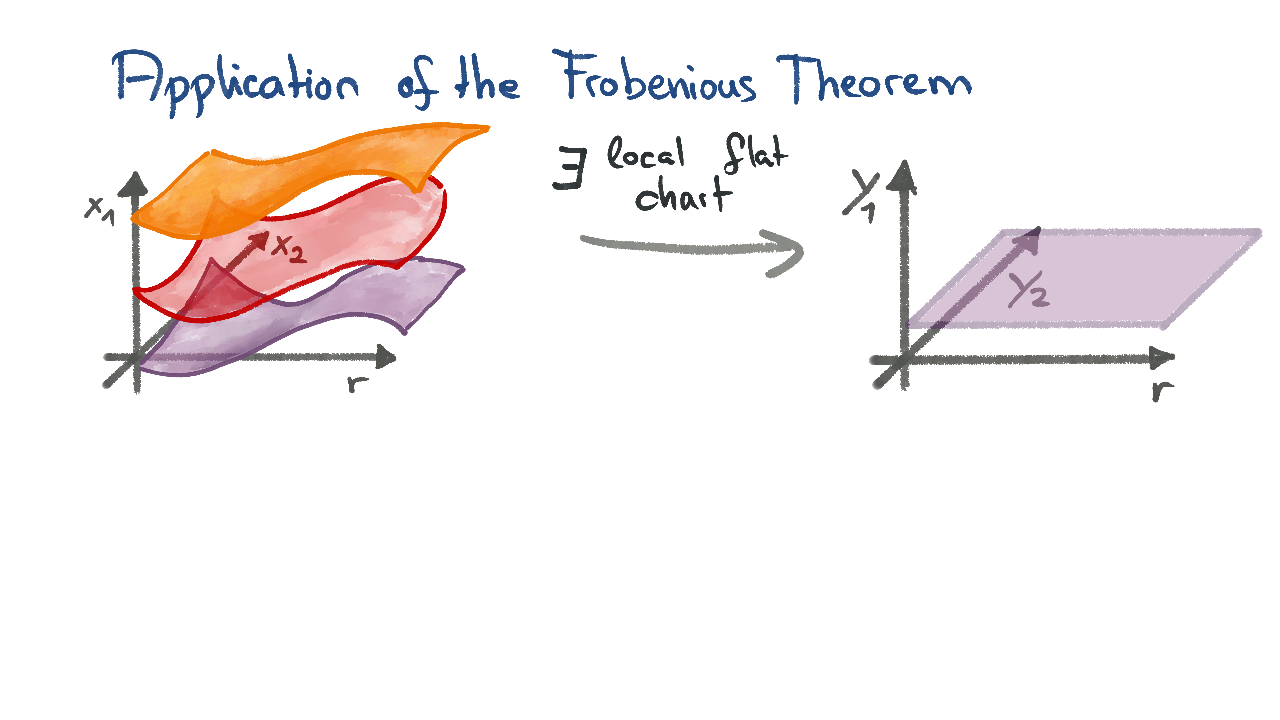 Application of the Frobenious Theorem
∃ local flat
chart
x₁
x₂
r
y₁
y₂
r